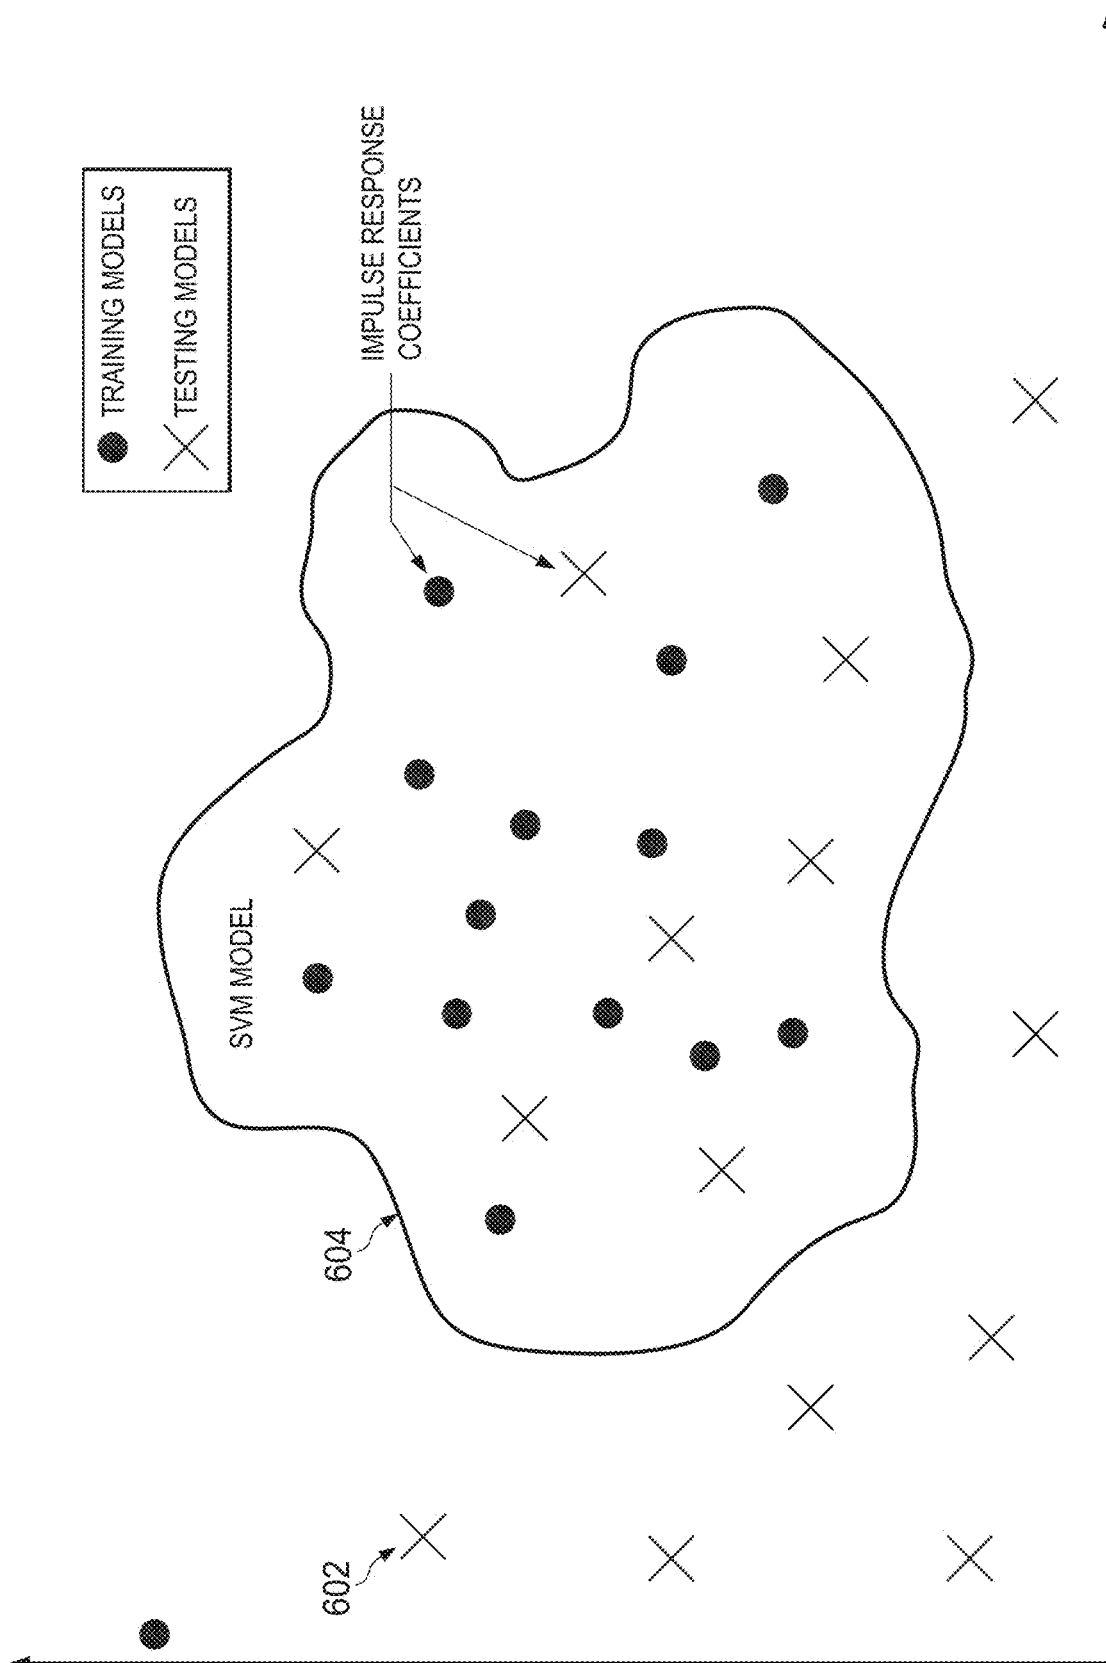 TRAINING MODELS
TESTING MODELS
IMPULSE RESPONSE
COEFFICIENTS
SVM MODEL
604
602